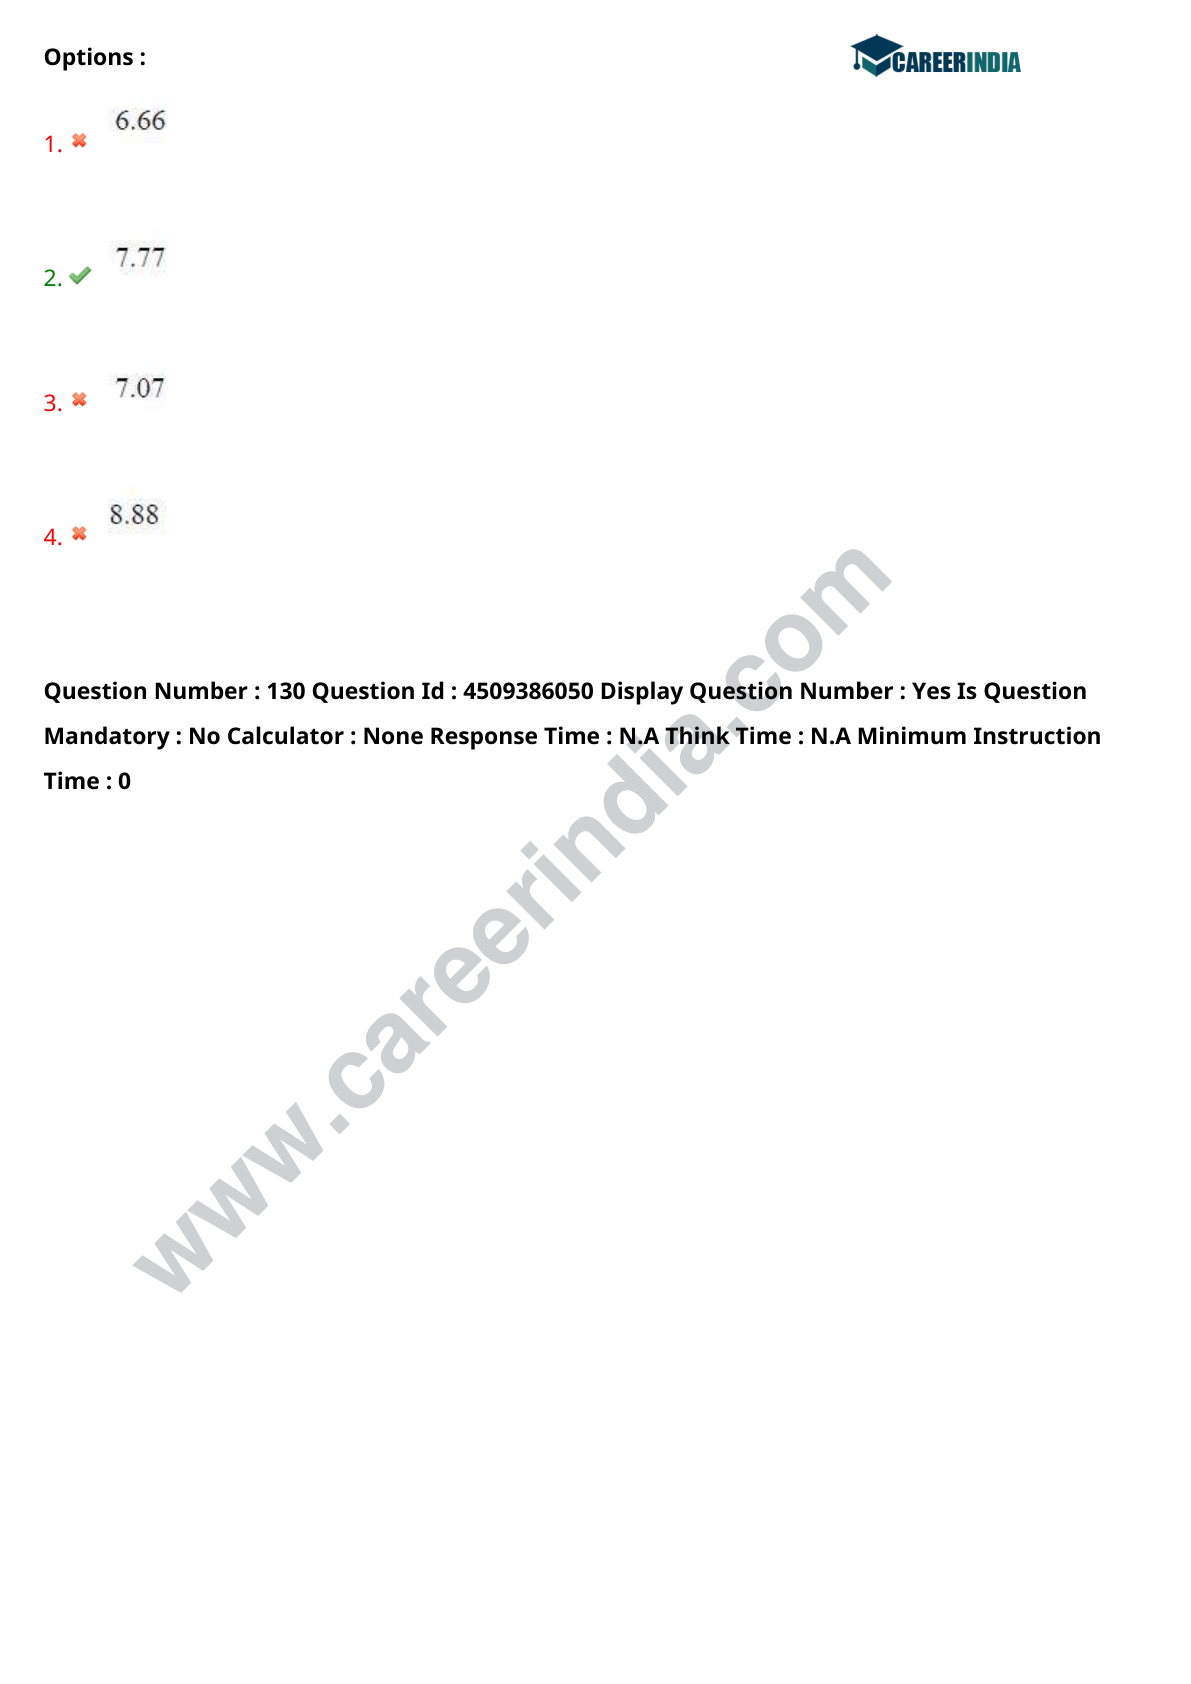 Options :
CAREERINDIA
6.66
1.
7.77
2.
7.07
3.
8.88
4.
Question Number : 130 Question Id : 4509386050 Display Question Number : Yes Is Question
Mandatory : No Calculator : None Response Time : N.A Think Time : N.A Minimum Instruction
Time : 0
www.careerindia.com